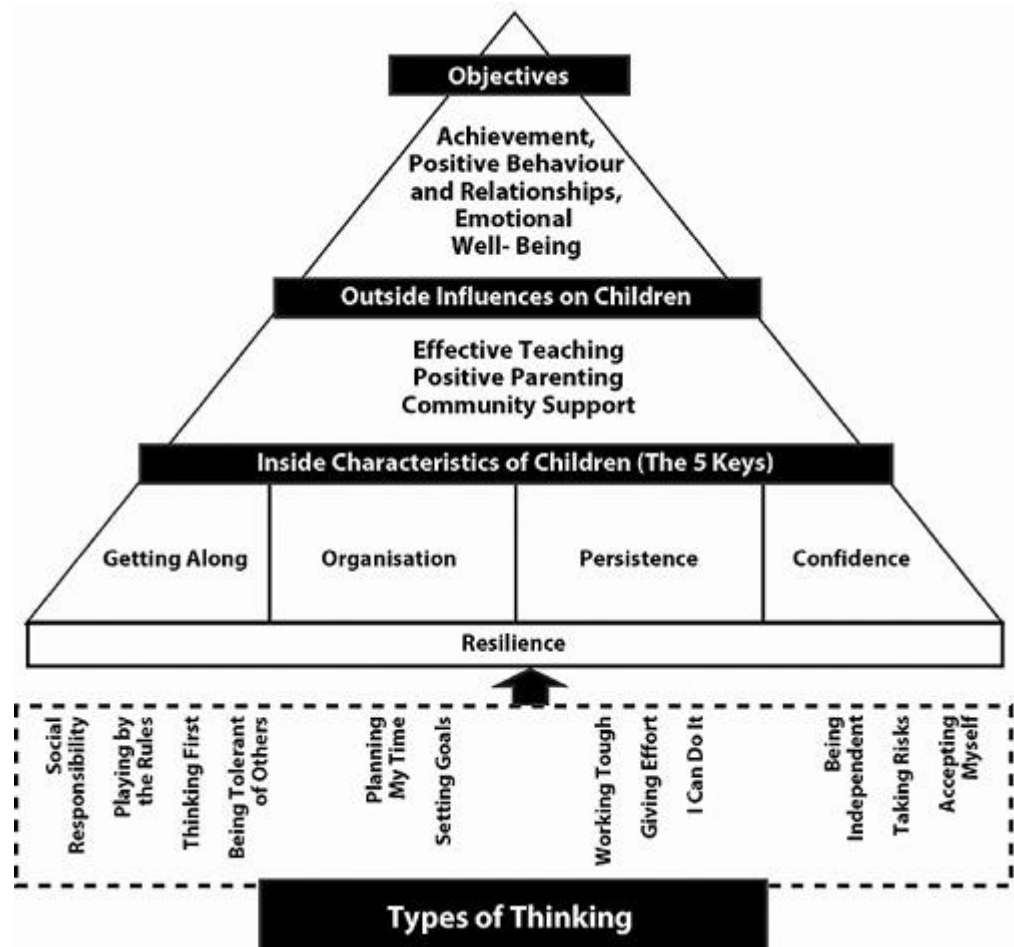 Objectives
Achievement,
Positive Behaviour
and Relationships,
Emotional
Well- Being
Outside Influences on Children
Effective Teaching
Positive Parenting
Community Support
Inside Characteristics of Children (The 5 Keys)
Getting Along
Organisation
Persistence
Confidence
Resilience
Social
Responsibility
Playing by
the Rules
Thinking First
Being Tolerant
of Others
Planning
My Time
Setting Goals
Working Tough
Giving Effort
I Can Do It
Being
Independent
Taking Risks
Accepting
Myself
Types of Thinking